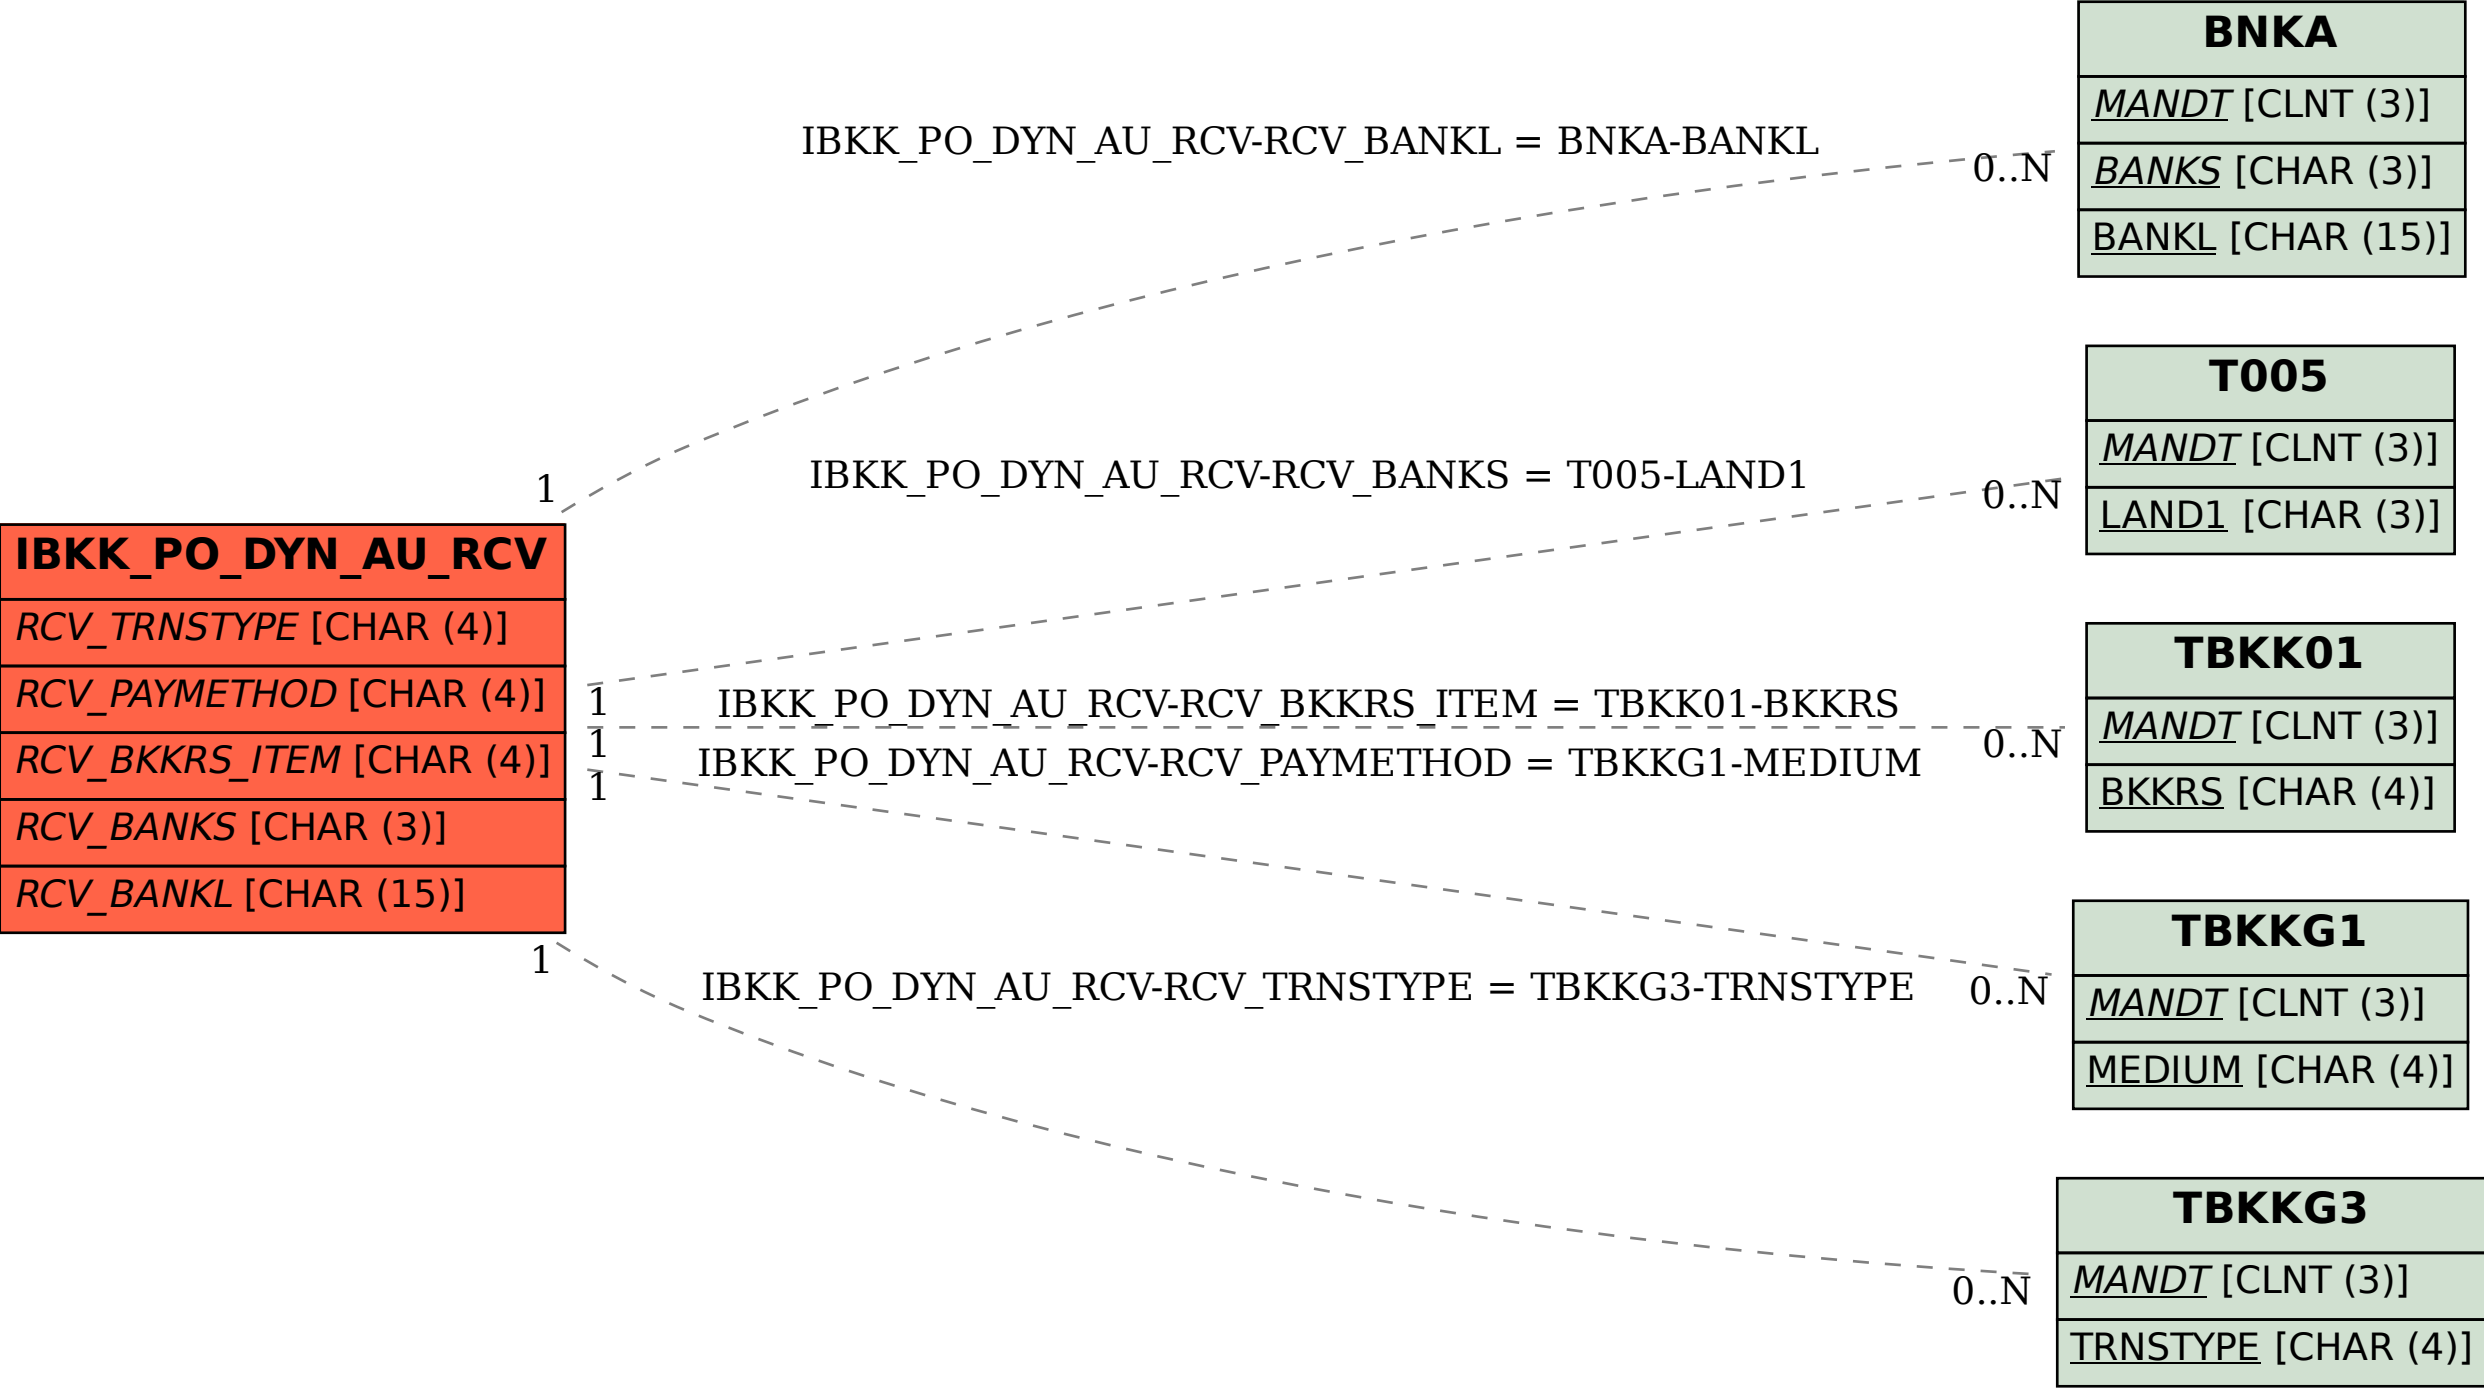 BNKA
MANDT [CLNT (3)]
BANKS [CHAR (3)]
BANKL [CHAR (15)]
IBKK_PO_DYN_AU_RCV-RCV_BANKL = BNKA-BANKL
0..N
1
T005
MANDT [CLNT (3)]
LAND1 [CHAR (3)]
IBKK_PO_DYN_AU_RCV-RCV_BANKS = T005-LAND1
0..N
1
IBKK_PO_DYN_AU_RCV
RCV_TRNSTYPE [CHAR (4)]
RCV_PAYMETHOD [CHAR (4)]
RCV_BKKRS_ITEM [CHAR (4)]
RCV_BANKS [CHAR (3)]
RCV_BANKL [CHAR (15)]
TBKK01
MANDT [CLNT (3)]
BKKRS [CHAR (4)]
IBKK_PO_DYN_AU_RCV-RCV_BKKRS_ITEM = TBKK01-BKKRS
0..N
1
IBKK_PO_DYN_AU_RCV-RCV_PAYMETHOD = TBKKG1-MEDIUM
0..N
1
TBKKG1
MANDT [CLNT (3)]
MEDIUM [CHAR (4)]
IBKK_PO_DYN_AU_RCV-RCV_TRNSTYPE = TBKKG3-TRNSTYPE
0..N
1
TBKKG3
MANDT [CLNT (3)]
TRNSTYPE [CHAR (4)]